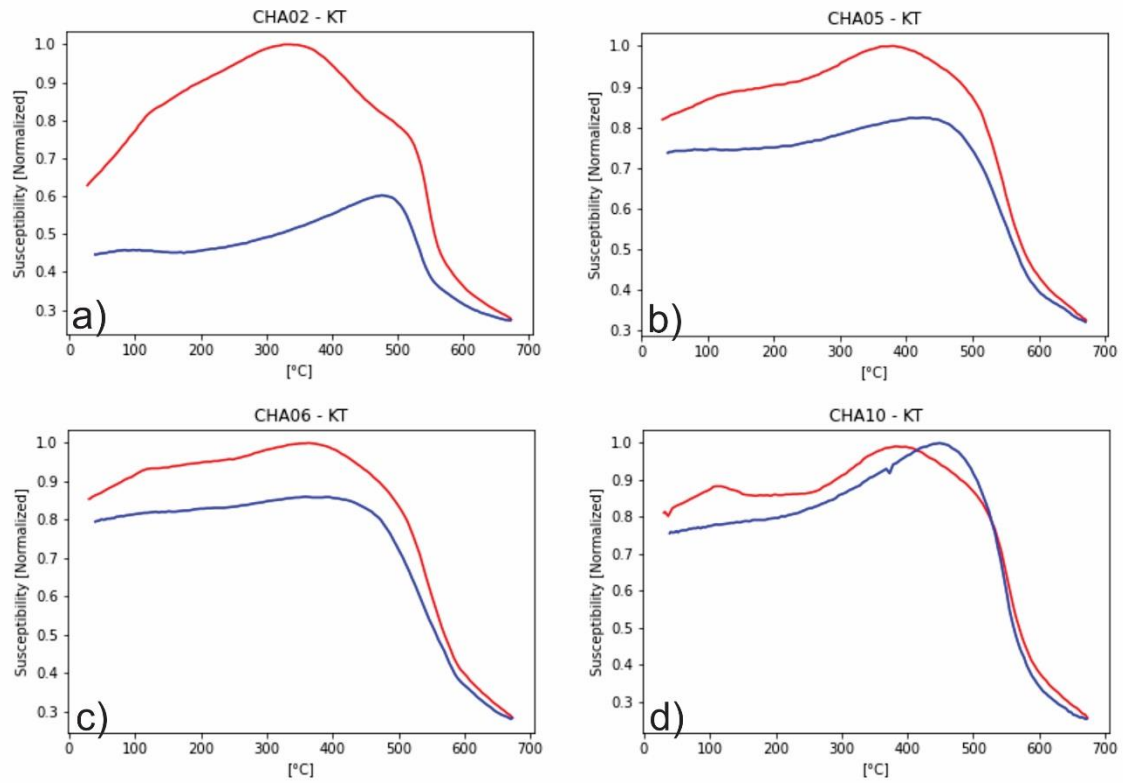 CHA02 - KT
Susceptibility [Normalized]
1.0
0.9
0.8
0.7
0.6
0.5
0.4
0.3
a)
0 100 200 300 400 500 600 700
[°C]
CHA05 - KT
Susceptibility [Normalized]
1.0
0.9
0.8
0.7
0.6
0.5
0.4
0.3
b)
0 100 200 300 400 500 600 700
[°C]
CHA06 - KT
Susceptibility [Normalized]
1.0
0.9
0.8
0.7
0.6
0.5
0.4
0.3
c)
0 100 200 300 400 500 600 700
[°C]
CHA10 - KT
Susceptibility [Normalized]
1.0
0.9
0.8
0.7
0.6
0.5
0.4
0.3
d)
0 100 200 300 400 500 600 700
[°C]